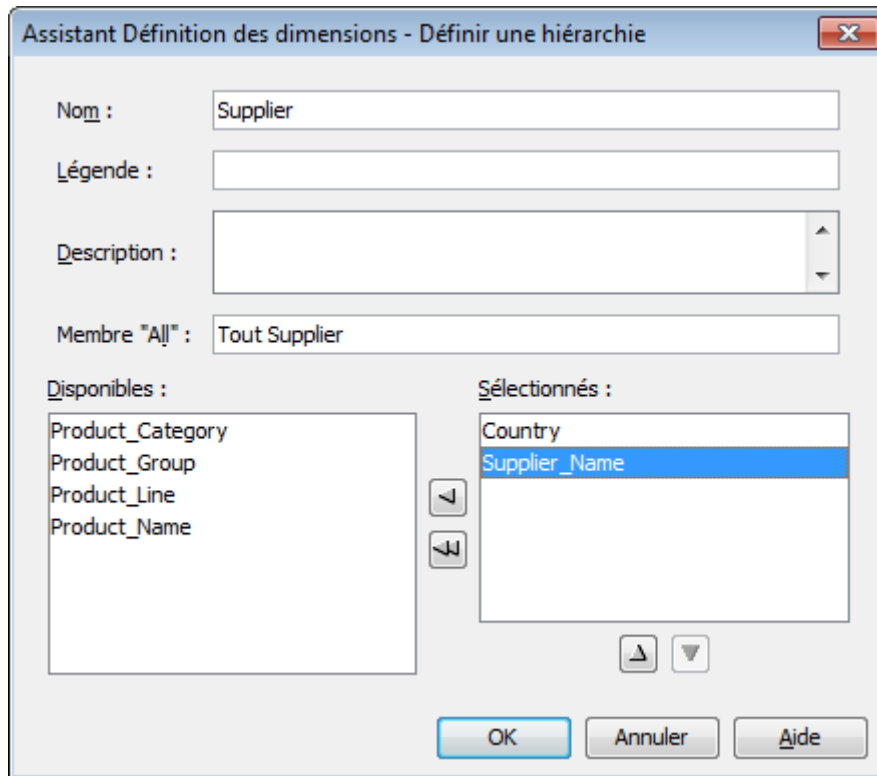 Assistant Définition des dimensions - Définir une hiérarchie
Nom : Supplier
Légende :
Description :
Membre "All" : Tout Supplier
Disponibles : Sélectionnés :
Product_Category Country
Product_Group Supplier_Name
Product_Line
Product_Name
OK Annuler Aide